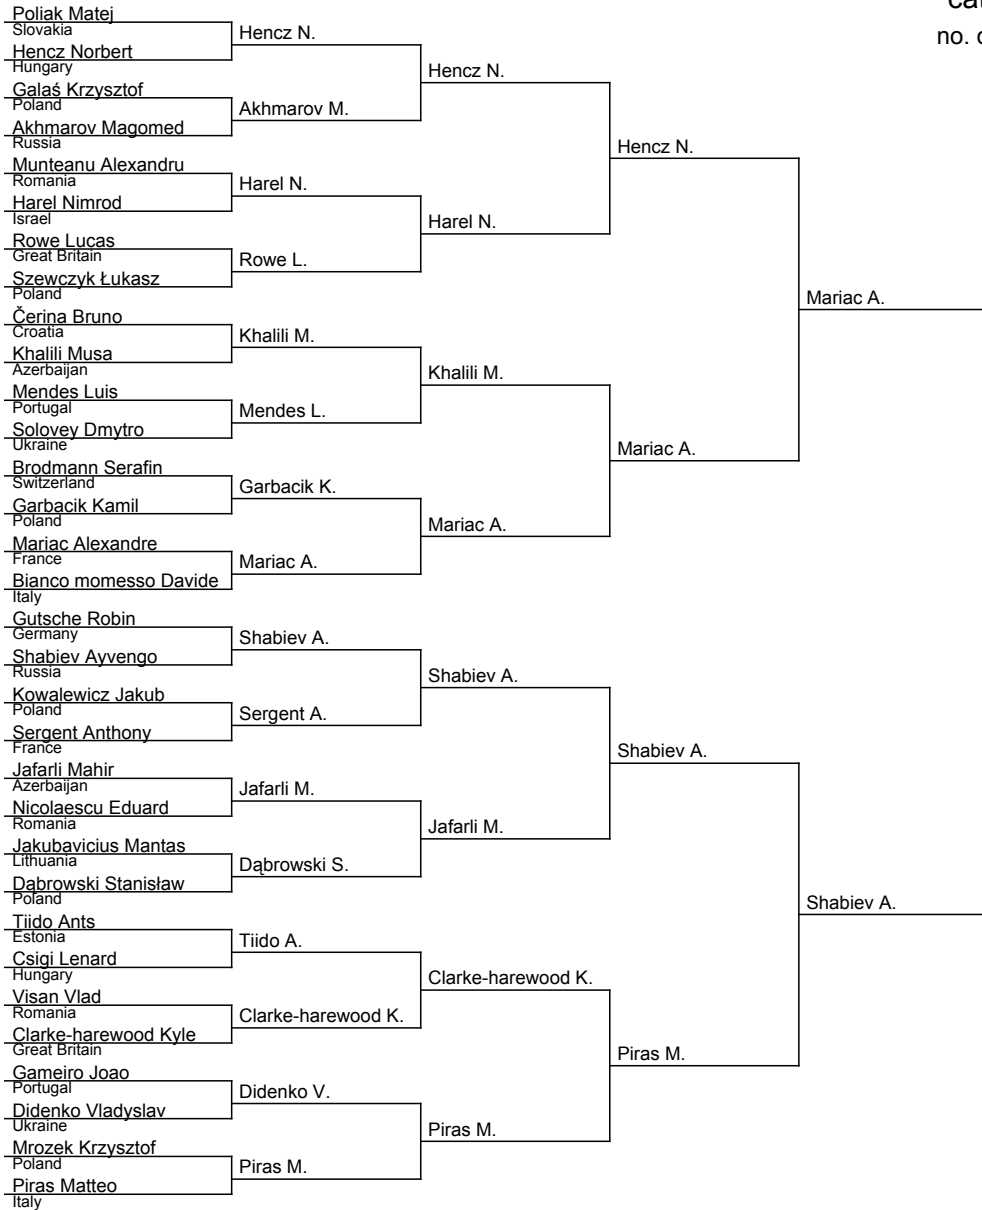 cat
no. o
Poliak Matej
Slovakia
Hencz Norbert
Hungary
Galaś Krzysztof
Poland
Akhmarov Magomed
Russia
Munteanu Alexandru
Romania
Harel Nimrod
Israel
Rowe Lucas
Great Britain
Szewczyk Łukasz
Poland
Čerina Bruno
Croatia
Khalili Musa
Azerbaijan
Mendes Luis
Portugal
Solovey Dmytro
Ukraine
Brodmann Serafin
Switzerland
Garbacik Kamil
Poland
Mariac Alexandre
France
Bianco momesso Davide
Italy
Gutsche Robin
Germany
Shabiev Ayvengo
Russia
Kowalewicz Jakub
Poland
Sergent Anthony
France
Jafarli Mahir
Azerbaijan
Nicolaescu Eduard
Romania
Jakubavicius Mantas
Lithuania
Dąbrowski Stanisław
Poland
Tiido Ants
Estonia
Csigi Lenard
Hungary
Visan Vlad
Romania
Clarke-harewood Kyle
Great Britain
Gameiro Joao
Portugal
Didenko Vladyslav
Ukraine
Mrozek Krzysztof
Poland
Piras Matteo
Italy
Hencz N.
Akhmarov M.
Harel N.
Rowe L.
Khalili M.
Mendes L.
Garbacik K.
Mariac A.
Shabiev A.
Sergent A.
Jafarli M.
Dąbrowski S.
Tiido A.
Clarke-harewood K.
Didenko V.
Piras M.
Hencz N.
Harel N.
Khalili M.
Mariac A.
Shabiev A.
Jafarli M.
Clarke-harewood K.
Piras M.
Hencz N.
Mariac A.
Shabiev A.
Piras M.
Mariac A.
Shabiev A.